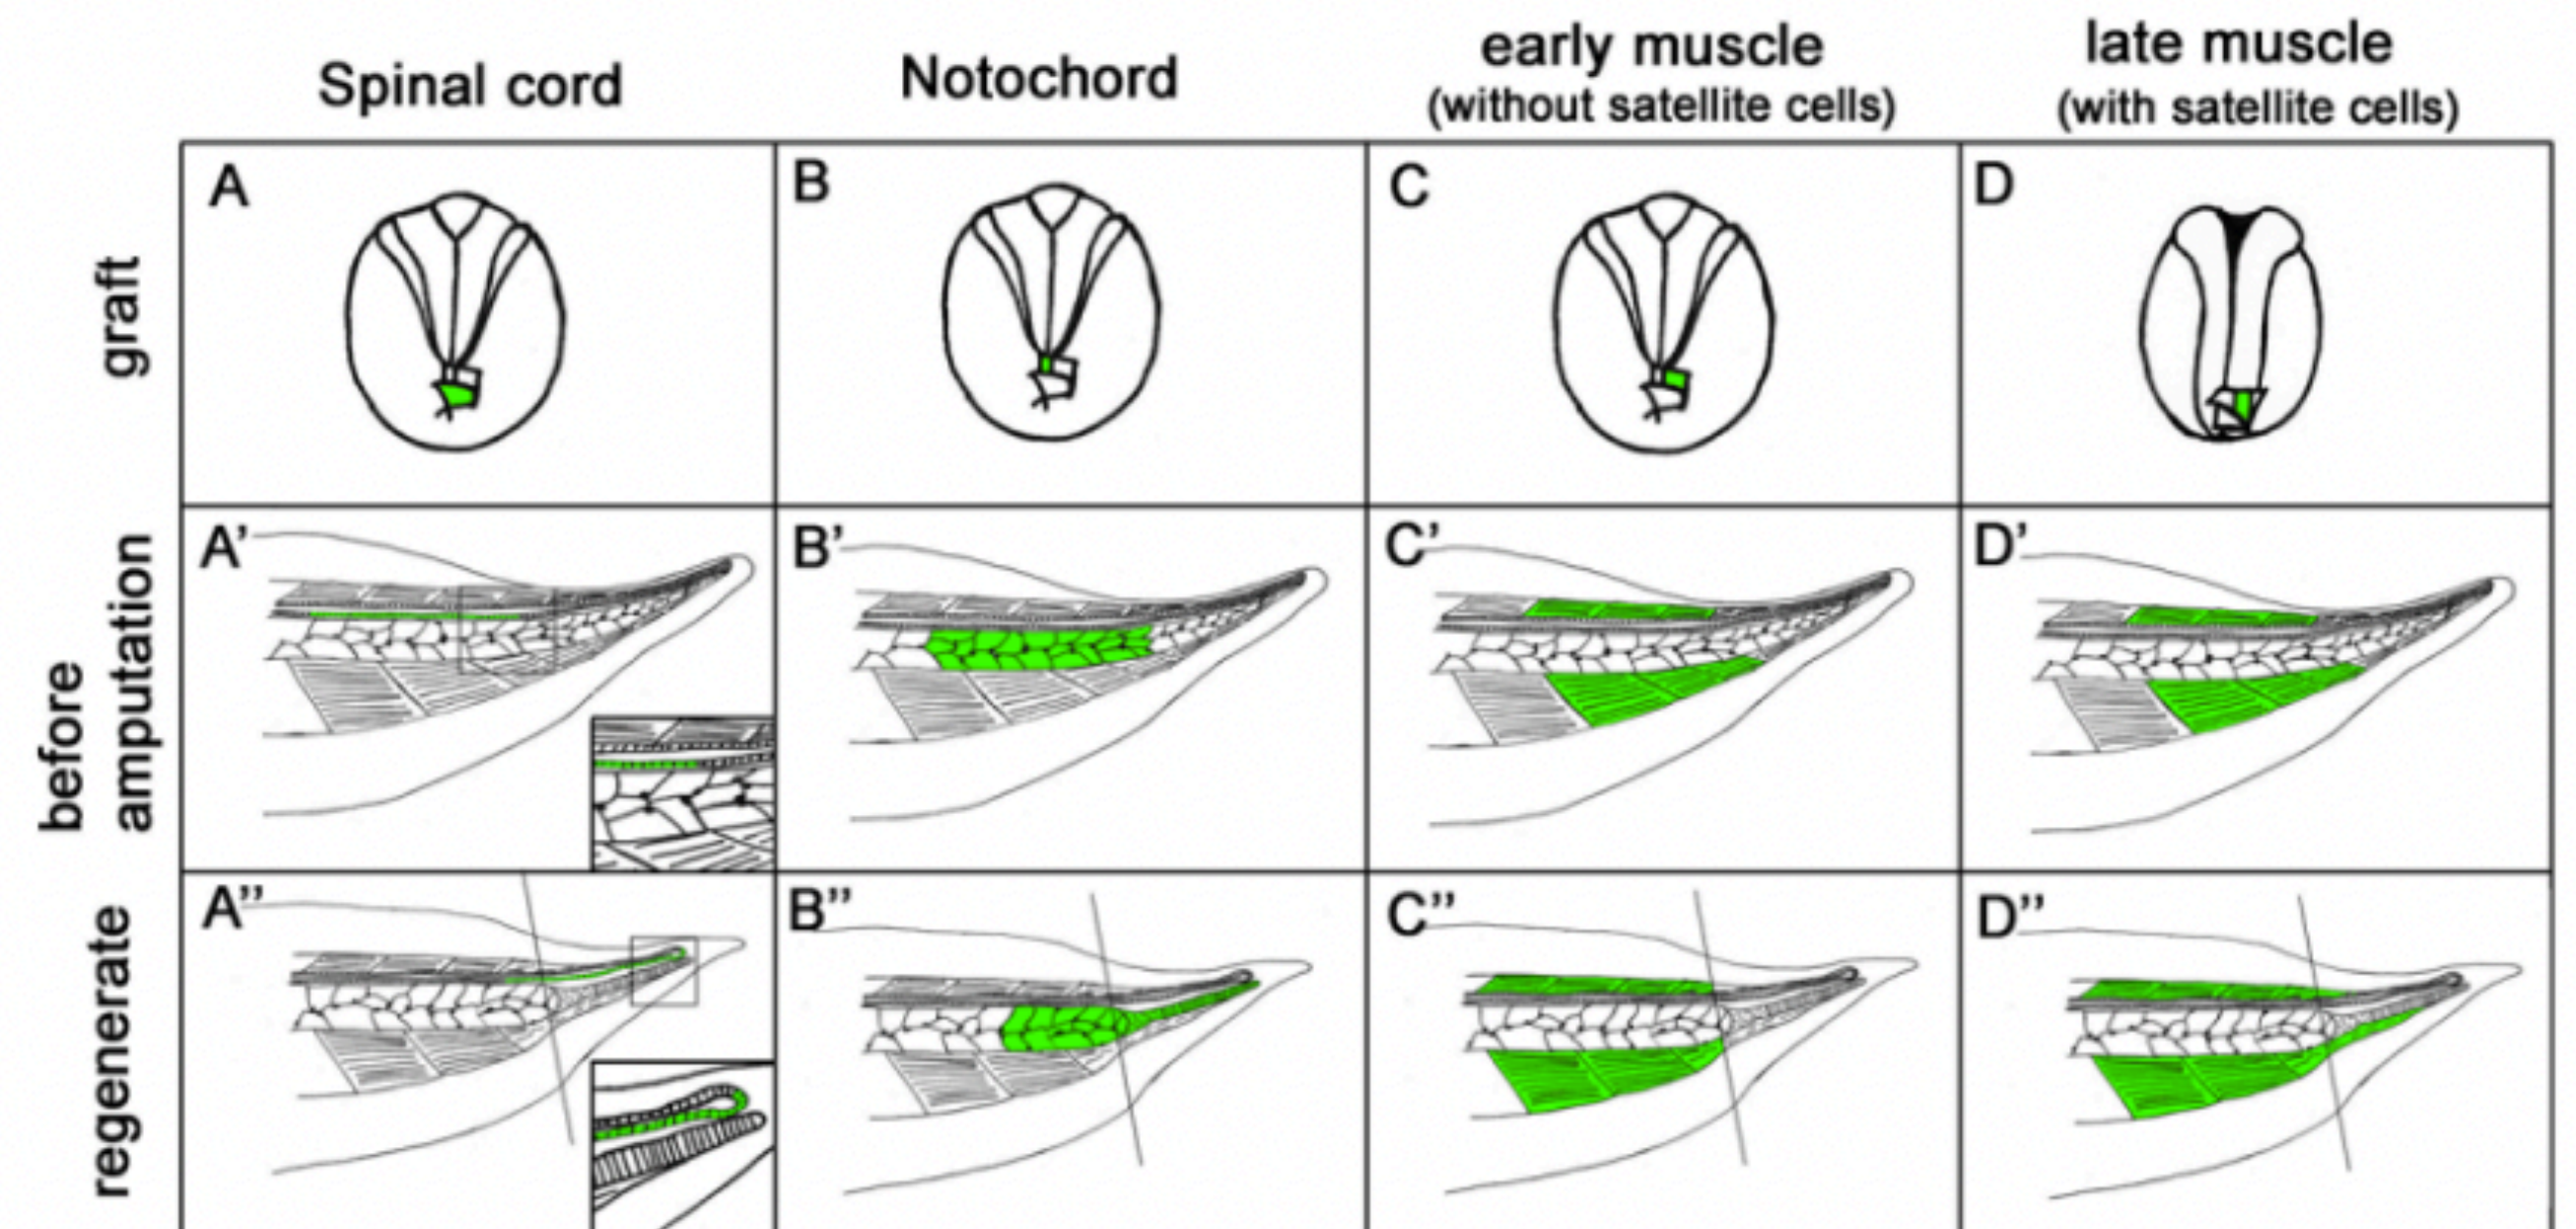 Spinal cord
Notochord
early muscle
(without satellite cells)
late muscle
(with satellite cells)
graft
A
B
C
D
before
amputation
A’
B’
C’
D’
regenerate
A”
B”
C”
D”